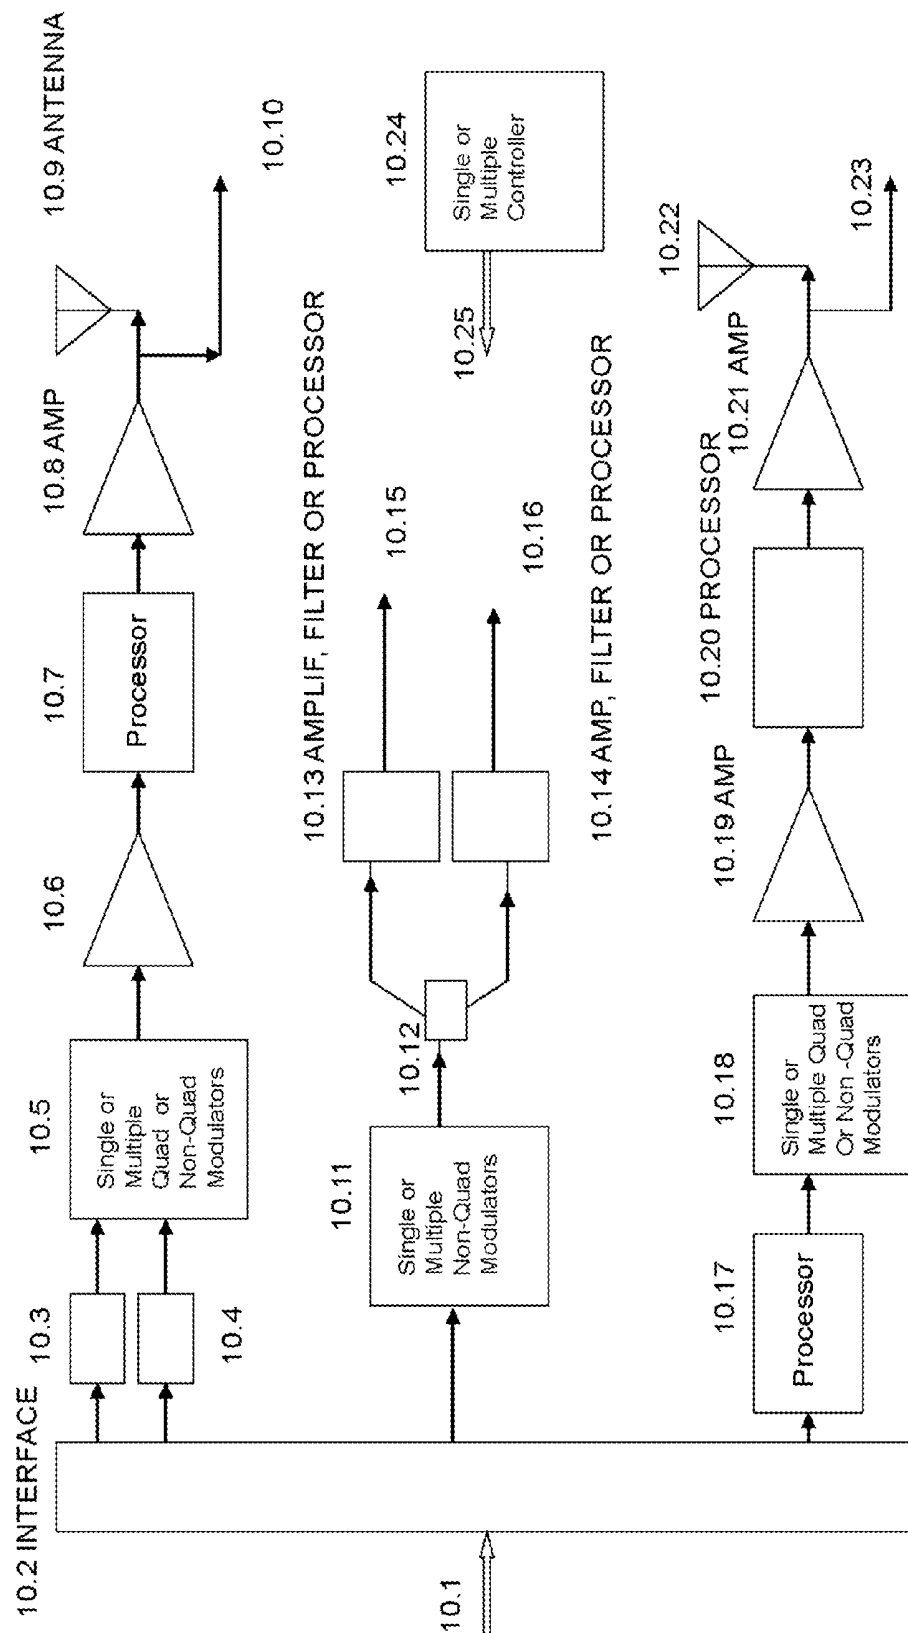 10.1
10.2 INTERFACE
10.3
10.4
10.5
Single or
Multiple
Quad or
Non-Quad
Modulators
10.6
10.7
Processor
10.8 AMP
10.9 ANTENNA
10.10
10.11
Single or
Multiple
Non-Quad
Modulators
10.12
10.13 AMPLIF, FILTER OR PROCESSOR
10.15
10.16
10.14 AMP, FILTER OR PROCESSOR
10.24
Single or
Multiple
Controller
10.25
10.17
Processor
10.18
Single or
Multiple Quad
Or Non -Quad
Modulators
10.19 AMP
10.20 PROCESSOR
10.21 AMP
10.22
10.23